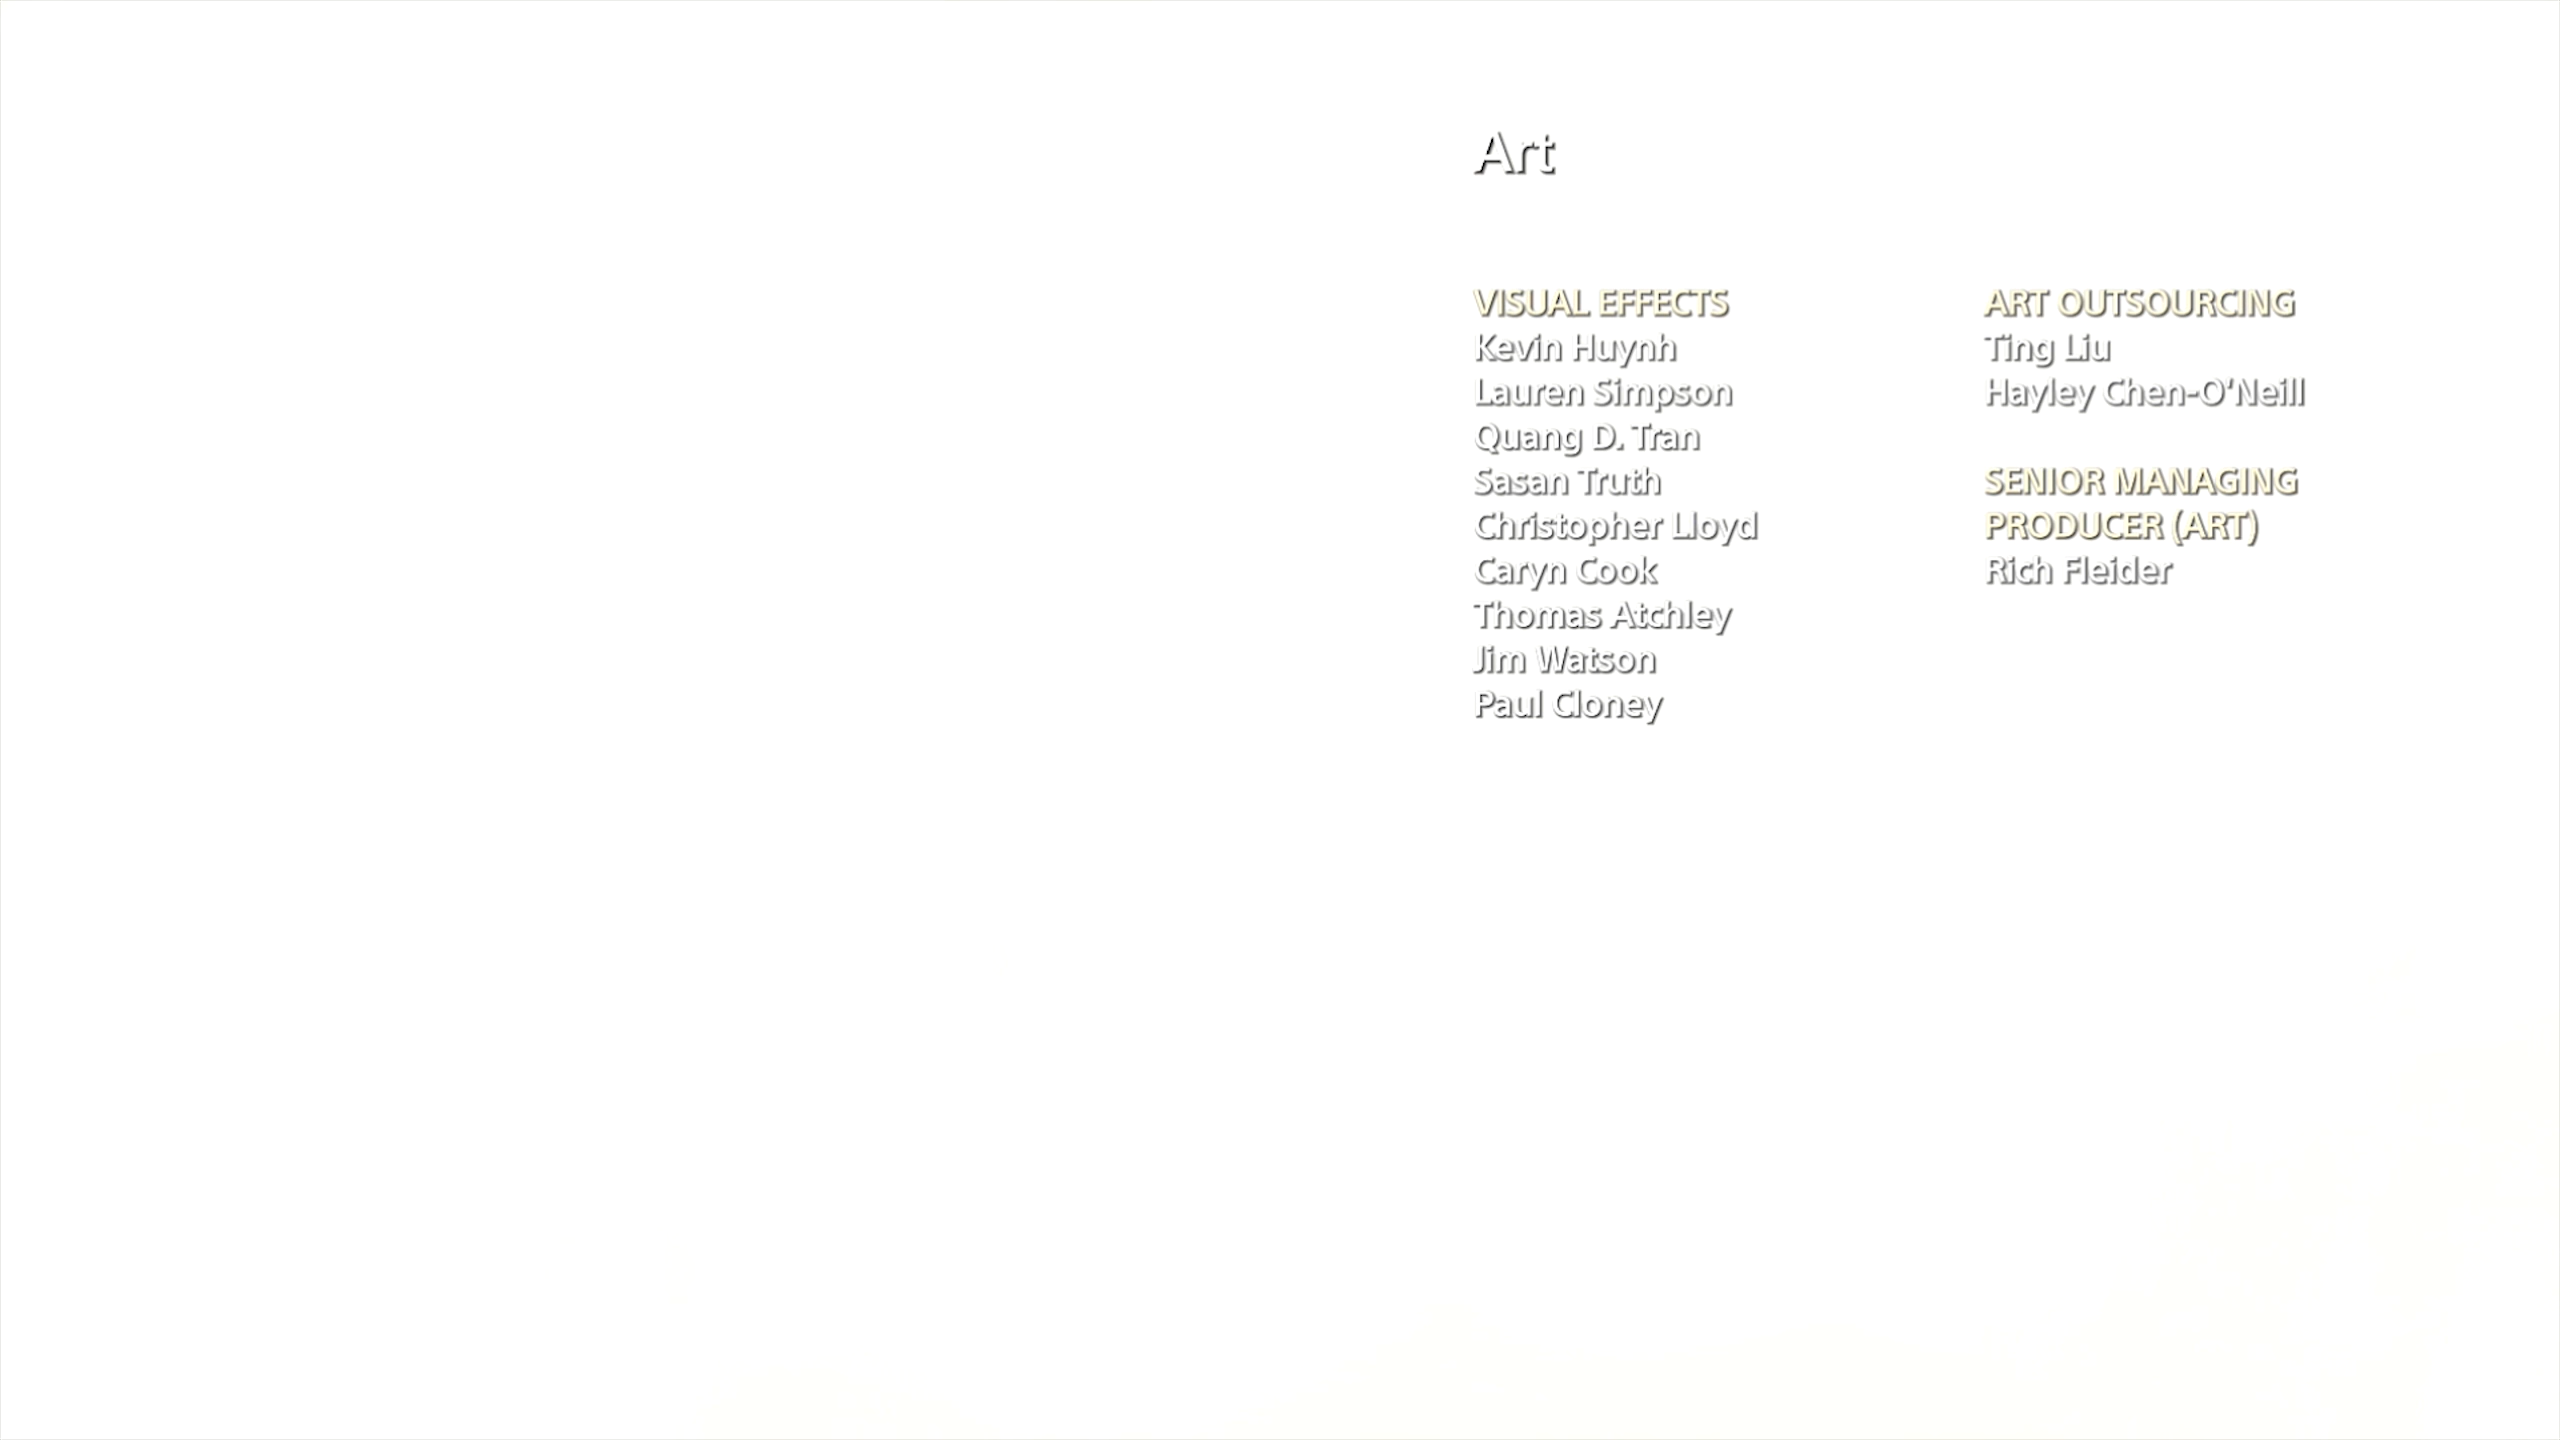 Art
VISUAL EFFECTS
Kevin Huynh
Lauren Simpson
Quang D. Tran
Sasan Truth
Christopher Lloyd
Caryn Cook
Thomas Atchley
Jim Watson
Paul Cloney
ART OUTSOURCING
Ting Liu
Hayley Chen-O'Neill
SENIOR MANAGING
PRODUCER (ART)
Rich Fleider